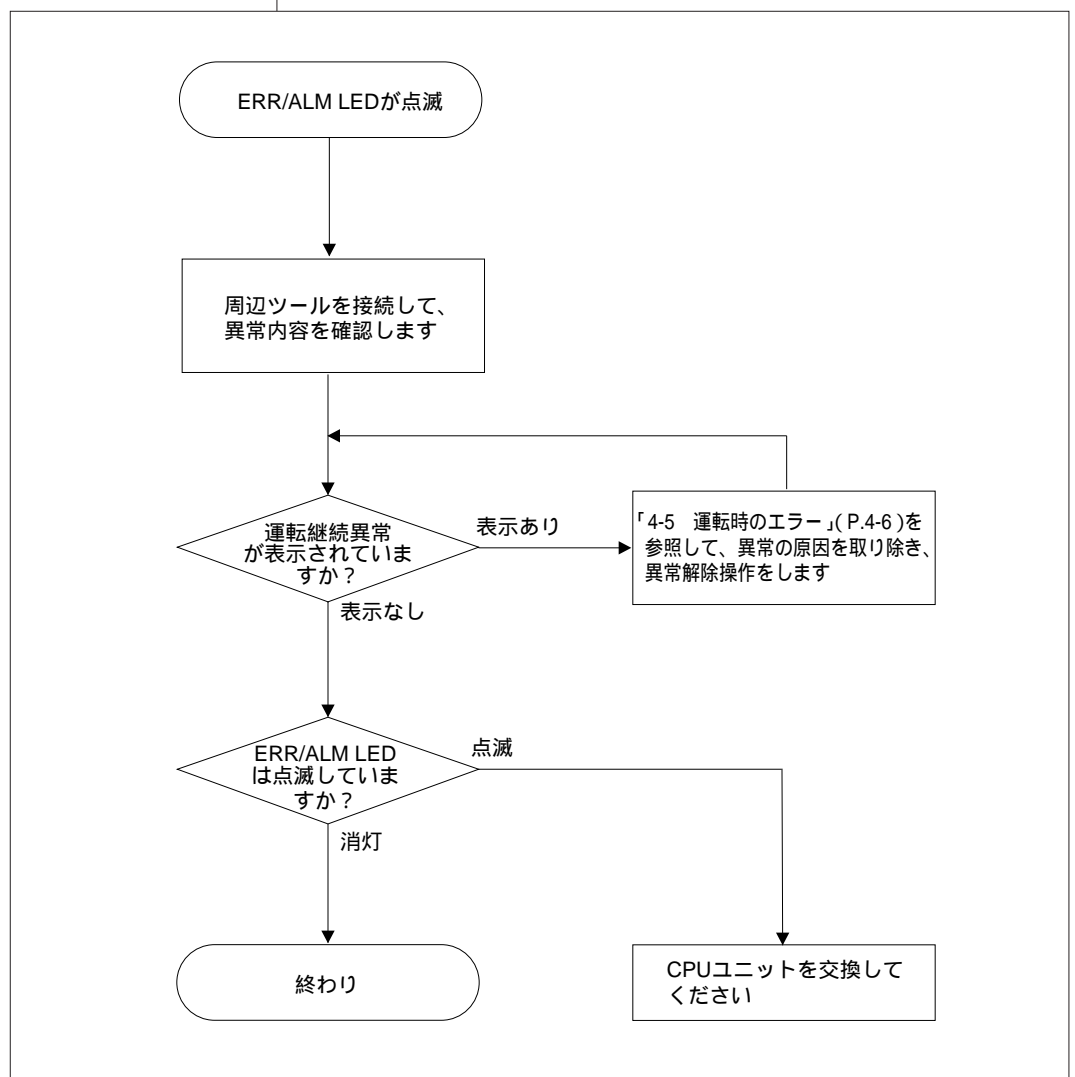 ERR/ALM LEDが点滅
周辺ツールを接続して、
異常内容を確認します
運転継続異常
が表示されていま
すか？
表示あり
「4-5　運転時のエラー」( P.4-6 )を
参照して、異常の原因を取り除き、
異常解除操作をします
表示なし
ERR/ALM LED
は点滅していま
すか？
点滅
消灯
終わり
CPUユニットを交換して
ください